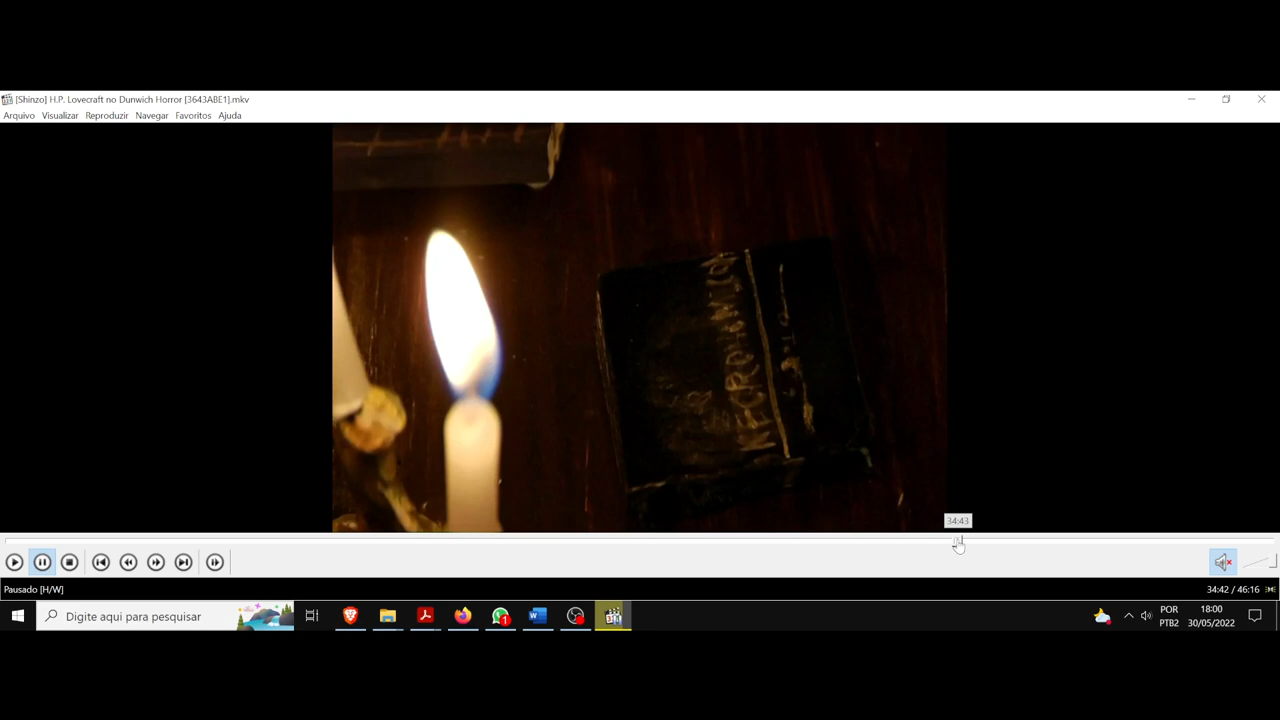 [Shinzo] H.P. Lovecraft no Dunwich Horror [3643ABE1].mkv
Arquivo Visualizar Reproduzir Navegar Favoritos Ajuda
NECRONOMICON
34:43
Pausado [H/W]
34:42 / 46:16
Digite aqui para pesquisar
1
POR
PTB2
18:00
30/05/2022